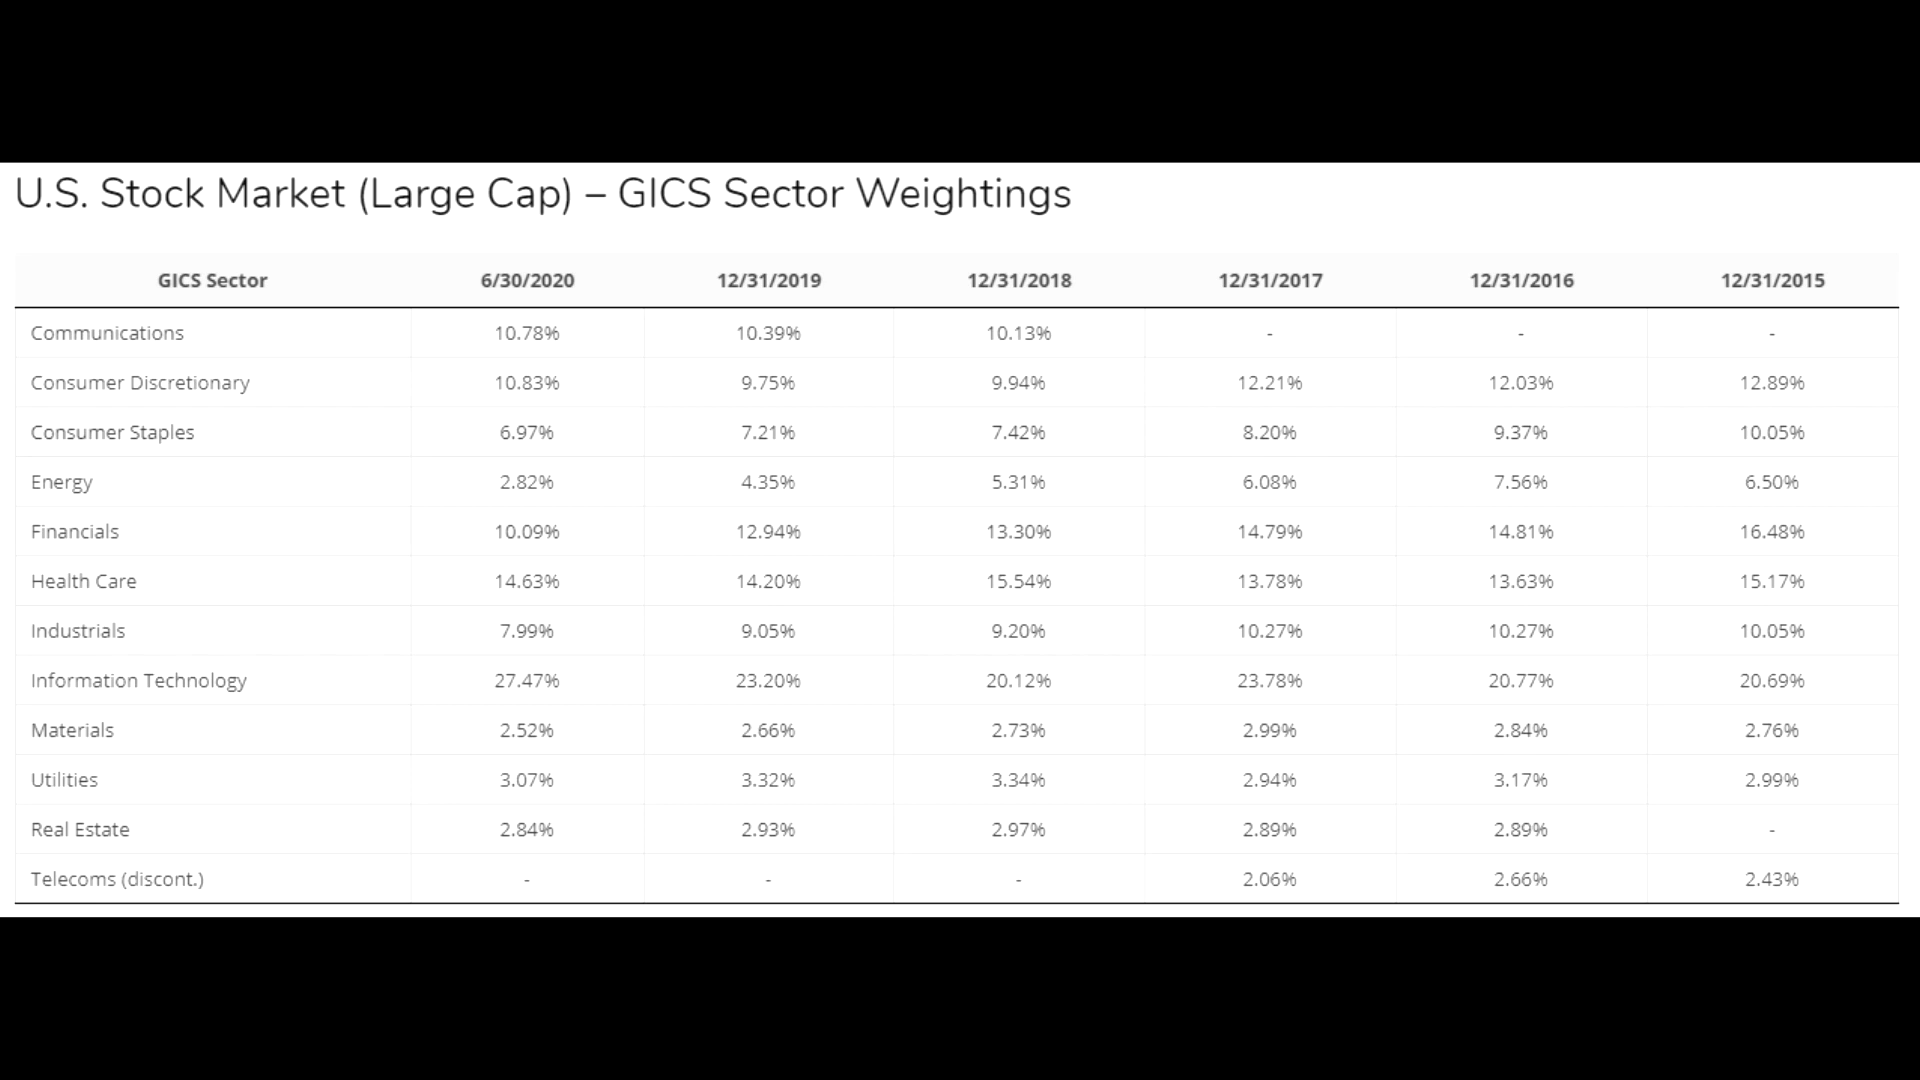 U.S. Stock Market (Large Cap) – GICS Sector Weightings
GICS Sector 6/30/2020 12/31/2019 12/31/2018 12/31/2017 12/31/2016 12/31/2015
Communications 10.78% 10.39% 10.13% - - -
Consumer Discretionary 10.83% 9.75% 9.94% 12.21% 12.03% 12.89%
Consumer Staples 6.97% 7.21% 7.42% 8.20% 9.37% 10.05%
Energy 2.82% 4.35% 5.31% 6.08% 7.56% 6.50%
Financials 10.09% 12.94% 13.30% 14.79% 14.81% 16.48%
Health Care 14.63% 14.20% 15.54% 13.78% 13.63% 15.17%
Industrials 7.99% 9.05% 9.20% 10.27% 10.27% 10.05%
Information Technology 27.47% 23.20% 20.12% 23.78% 20.77% 20.69%
Materials 2.52% 2.66% 2.73% 2.99% 2.84% 2.76%
Utilities 3.07% 3.32% 3.34% 2.94% 3.17% 2.99%
Real Estate 2.84% 2.93% 2.97% 2.89% 2.89% -
Telecoms (discont.) - - - 2.06% 2.66% 2.43%